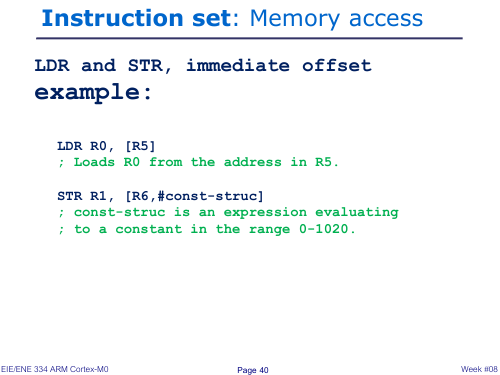 Instruction set: Memory access
LDR and STR, immediate offset
example:
LDR R0, [R5]
; Loads R0 from the address in R5.
STR R1, [R6,#const-struc]
; const-struc is an expression evaluating
; to a constant in the range 0-1020.
EIE/ENE 334 ARM Cortex-M0
Page 40
Week #08